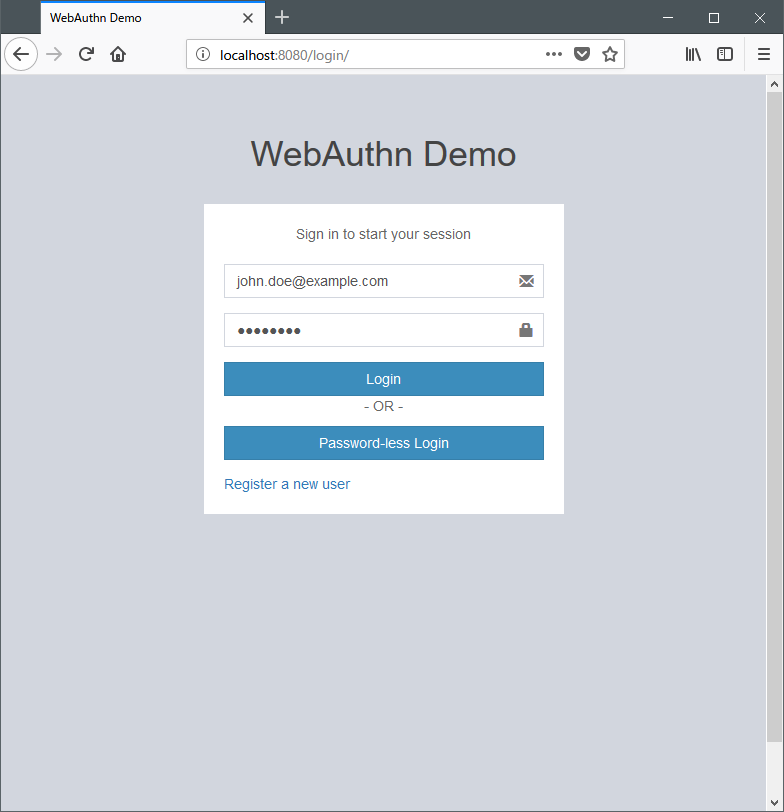 WebAuthn Demo
localhost:8080/login/
WebAuthn Demo
Sign in to start your session
john.doe@example.com
••••••••
Login
- OR -
Password-less Login
Register a new user